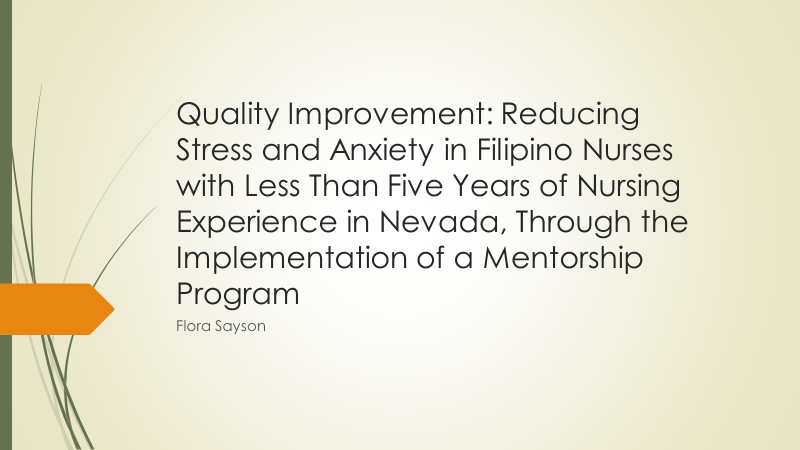 Quality Improvement: Reducing
Stress and Anxiety in Filipino Nurses
with Less Than Five Years of Nursing
Experience in Nevada, Through the
Implementation of a Mentorship
Program
Flora Sayson